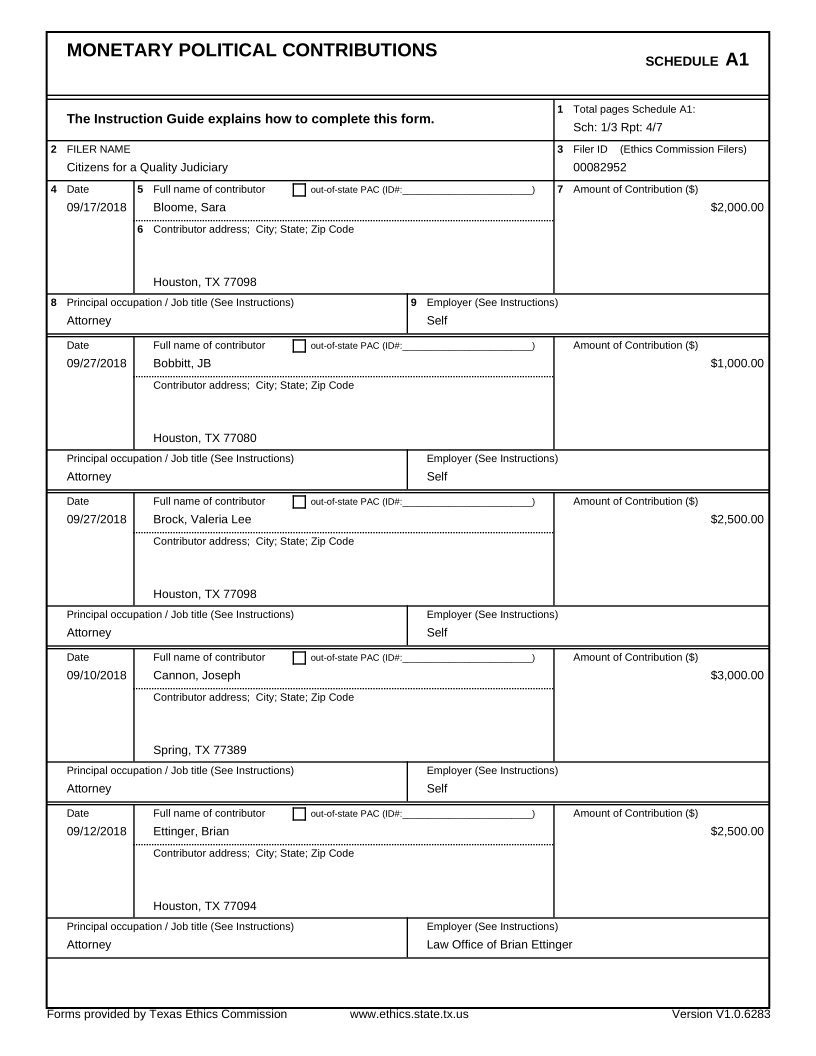 MONETARY POLITICAL CONTRIBUTIONS
SCHEDULE A1
The Instruction Guide explains how to complete this form.
1 Total pages Schedule A1:
Sch: 1/3 Rpt: 4/7
2 FILER NAME
Citizens for a Quality Judiciary
3 Filer ID (Ethics Commission Filers)
00082952
4 Date
09/17/2018
5 Full name of contributor out-of-state PAC (ID#:______________________)
Bloome, Sara
6 Contributor address; City; State; Zip Code
Houston, TX 77098
7 Amount of Contribution ($)
$2,000.00
8 Principal occupation / Job title (See Instructions)
Attorney
9 Employer (See Instructions)
Self
Date
09/27/2018
Full name of contributor out-of-state PAC (ID#:______________________)
Bobbitt, JB
Contributor address; City; State; Zip Code
Houston, TX 77080
Amount of Contribution ($)
$1,000.00
Principal occupation / Job title (See Instructions)
Attorney
Employer (See Instructions)
Self
Date
09/27/2018
Full name of contributor out-of-state PAC (ID#:______________________)
Brock, Valeria Lee
Contributor address; City; State; Zip Code
Houston, TX 77098
Amount of Contribution ($)
$2,500.00
Principal occupation / Job title (See Instructions)
Attorney
Employer (See Instructions)
Self
Date
09/10/2018
Full name of contributor out-of-state PAC (ID#:______________________)
Cannon, Joseph
Contributor address; City; State; Zip Code
Spring, TX 77389
Amount of Contribution ($)
$3,000.00
Principal occupation / Job title (See Instructions)
Attorney
Employer (See Instructions)
Self
Date
09/12/2018
Full name of contributor out-of-state PAC (ID#:______________________)
Ettinger, Brian
Contributor address; City; State; Zip Code
Houston, TX 77094
Amount of Contribution ($)
$2,500.00
Principal occupation / Job title (See Instructions)
Attorney
Employer (See Instructions)
Law Office of Brian Ettinger
Forms provided by Texas Ethics Commission www.ethics.state.tx.us Version V1.0.6283